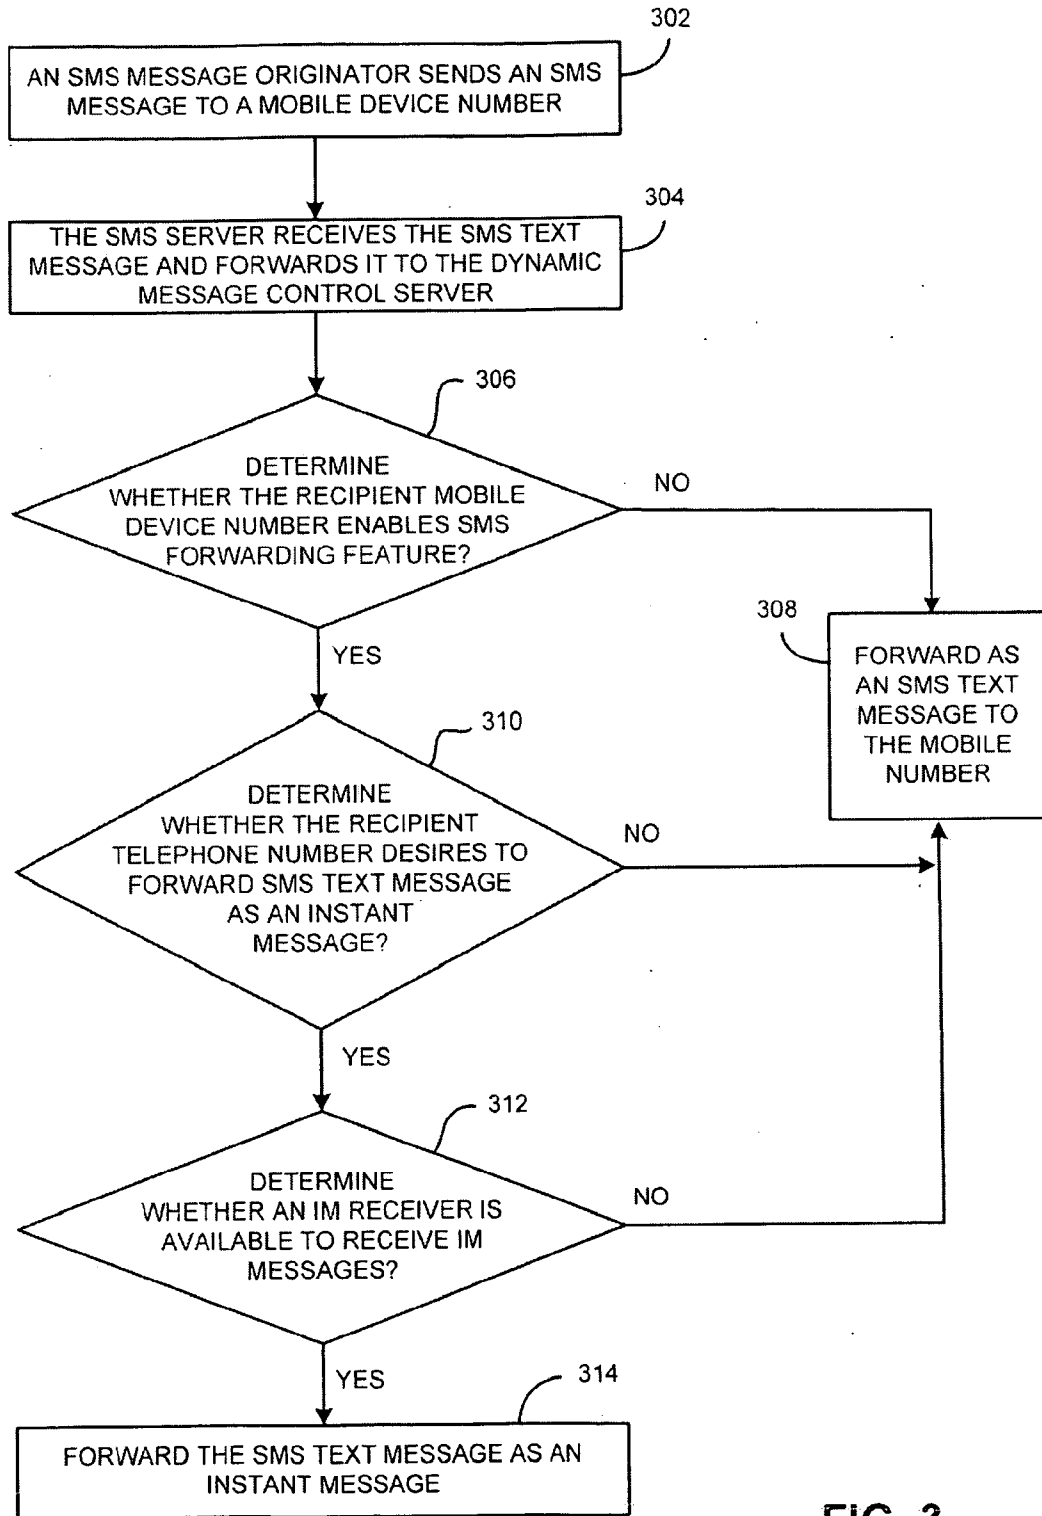 302
AN SMS MESSAGE ORIGINATOR SENDS AN SMS
MESSAGE TO A MOBILE DEVICE NUMBER
304
THE SMS SERVER RECEIVES THE SMS TEXT
MESSAGE AND FORWARDS IT TO THE DYNAMIC
MESSAGE CONTROL SERVER
306
DETERMINE
WHETHER THE RECIPIENT MOBILE
DEVICE NUMBER ENABLES SMS
FORWARDING FEATURE?
NO
YES
308
FORWARD AS
AN SMS TEXT
MESSAGE TO
THE MOBILE
NUMBER
310
DETERMINE
WHETHER THE RECIPIENT
TELEPHONE NUMBER DESIRES TO
FORWARD SMS TEXT MESSAGE
AS AN INSTANT
MESSAGE?
NO
YES
312
DETERMINE
WHETHER AN IM RECEIVER IS
AVAILABLE TO RECEIVE IM
MESSAGES?
NO
YES
314
FORWARD THE SMS TEXT MESSAGE AS AN
INSTANT MESSAGE
FIG.